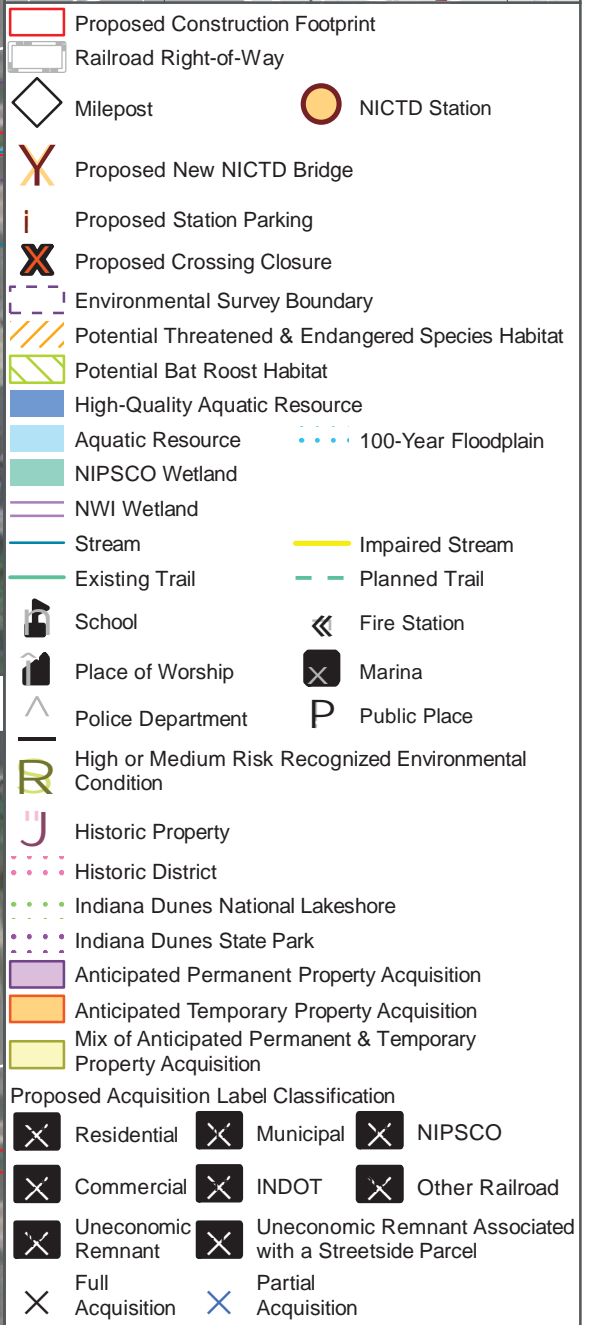 Proposed Construction Footprint
Railroad Right-of-Way
Milepost
NICTD Station
Proposed New NICTD Bridge
Proposed Station Parking
Proposed Crossing Closure
Environmental Survey Boundary
Potential Threatened & Endangered Species Habitat
Potential Bat Roost Habitat
High-Quality Aquatic Resource
Aquatic Resource
100-Year Floodplain
NIPSCO Wetland
NWI Wetland
Stream
Impaired Stream
Existing Trail
Planned Trail
School
Fire Station
Place of Worship
Marina
Police Department
P Public Place
High or Medium Risk Recognized Environmental
Condition
Historic Property
Historic District
Indiana Dunes National Lakeshore
Indiana Dunes State Park
Anticipated Permanent Property Acquisition
Anticipated Temporary Property Acquisition
Mix of Anticipated Permanent & Temporary
Property Acquisition
Proposed Acquisition Label Classification
Residential
Municipal
NIPSCO
Commercial
INDOT
Other Railroad
Uneconomic
Remnant
Uneconomic Remnant Associated
with a Streetside Parcel
Full
Acquisition
Partial
Acquisition